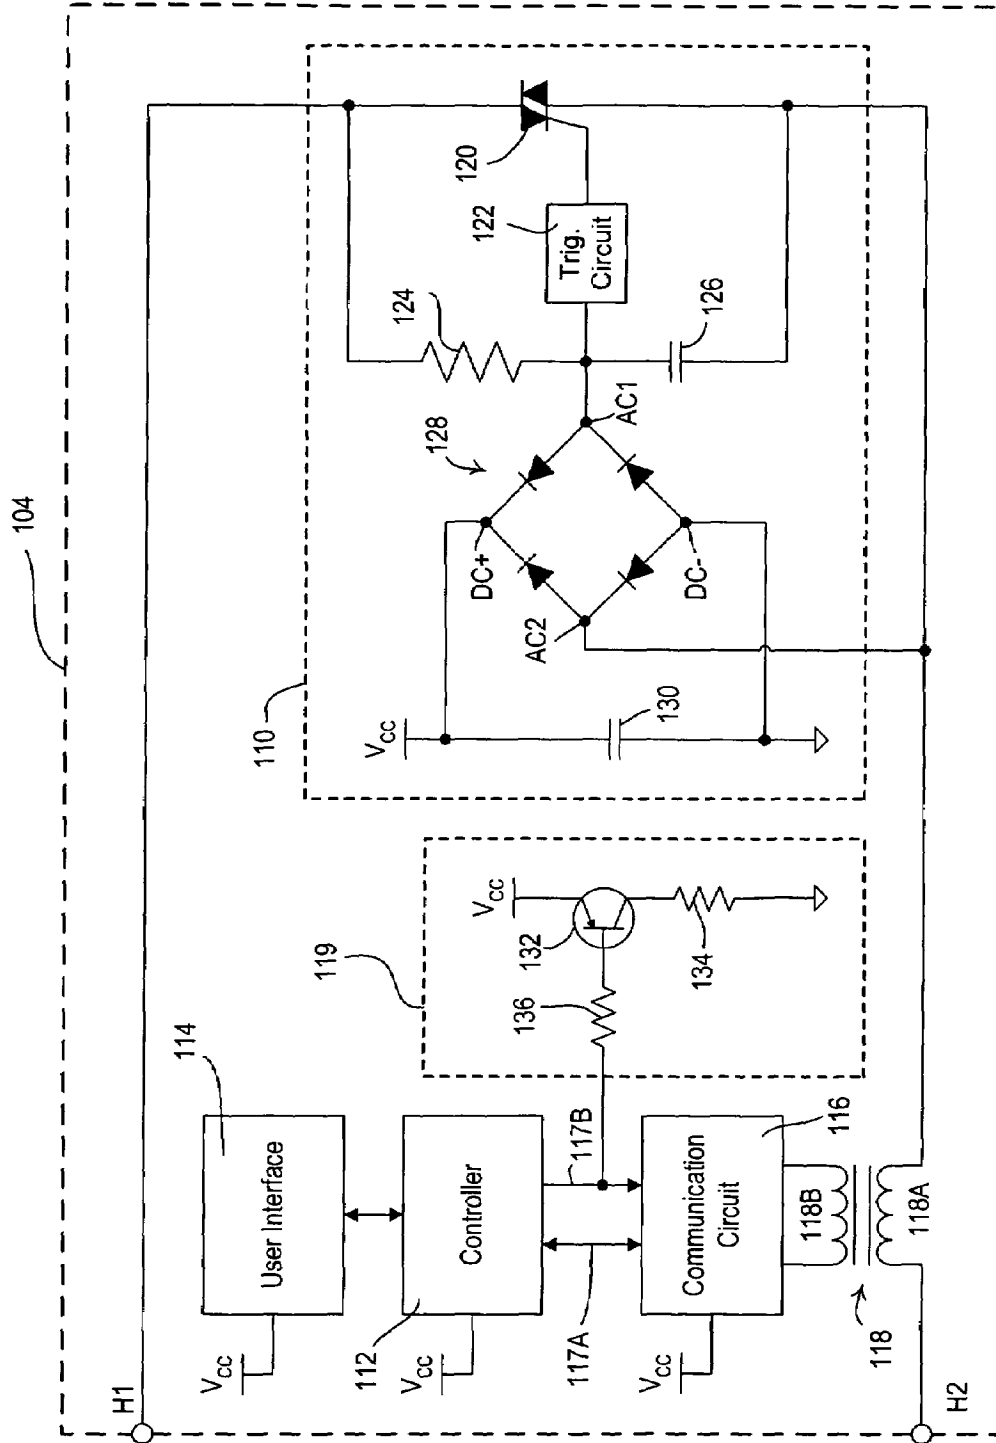 104
110
H1
120
122
Trig.
Circuit
124
126
128
AC1
DC+
DC-
AC2
Vcc
130
119
Vcc
132
134
136
114
User Interface
Vcc
Controller
112
Vcc
117B
117A
116
Communication
Circuit
Vcc
118B
118A
118
H2